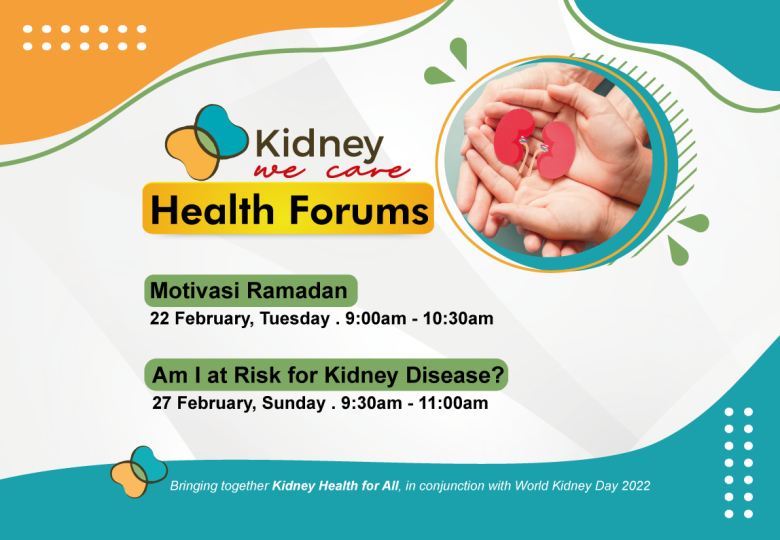 Kidney
we care
Health Forums
Motivasi Ramadan
22 February, Tuesday . 9:00am - 10:30am
Am I at Risk for Kidney Disease?
27 February, Sunday . 9:30am - 11:00am
Bringing together Kidney Health for All, in conjunction with World Kidney Day 2022